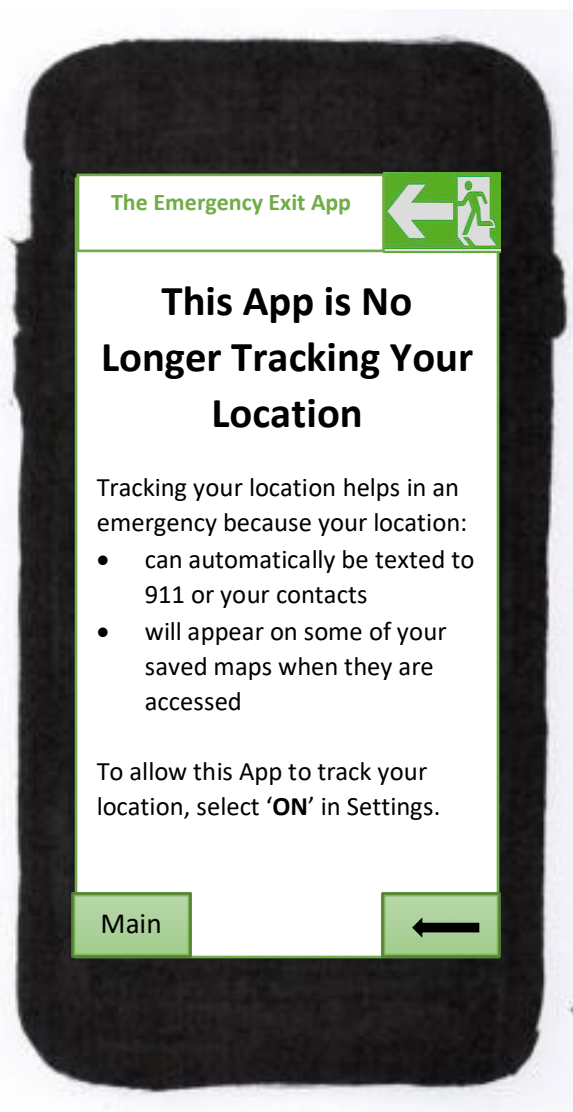 The Emergency Exit App
This App is No
Longer Tracking Your
Location
Tracking your location helps in an
emergency because your location:
• can automatically be texted to
911 or your contacts
• will appear on some of your
saved maps when they are
accessed
To allow this App to track your
location, select ‘ON’ in Settings.
Main